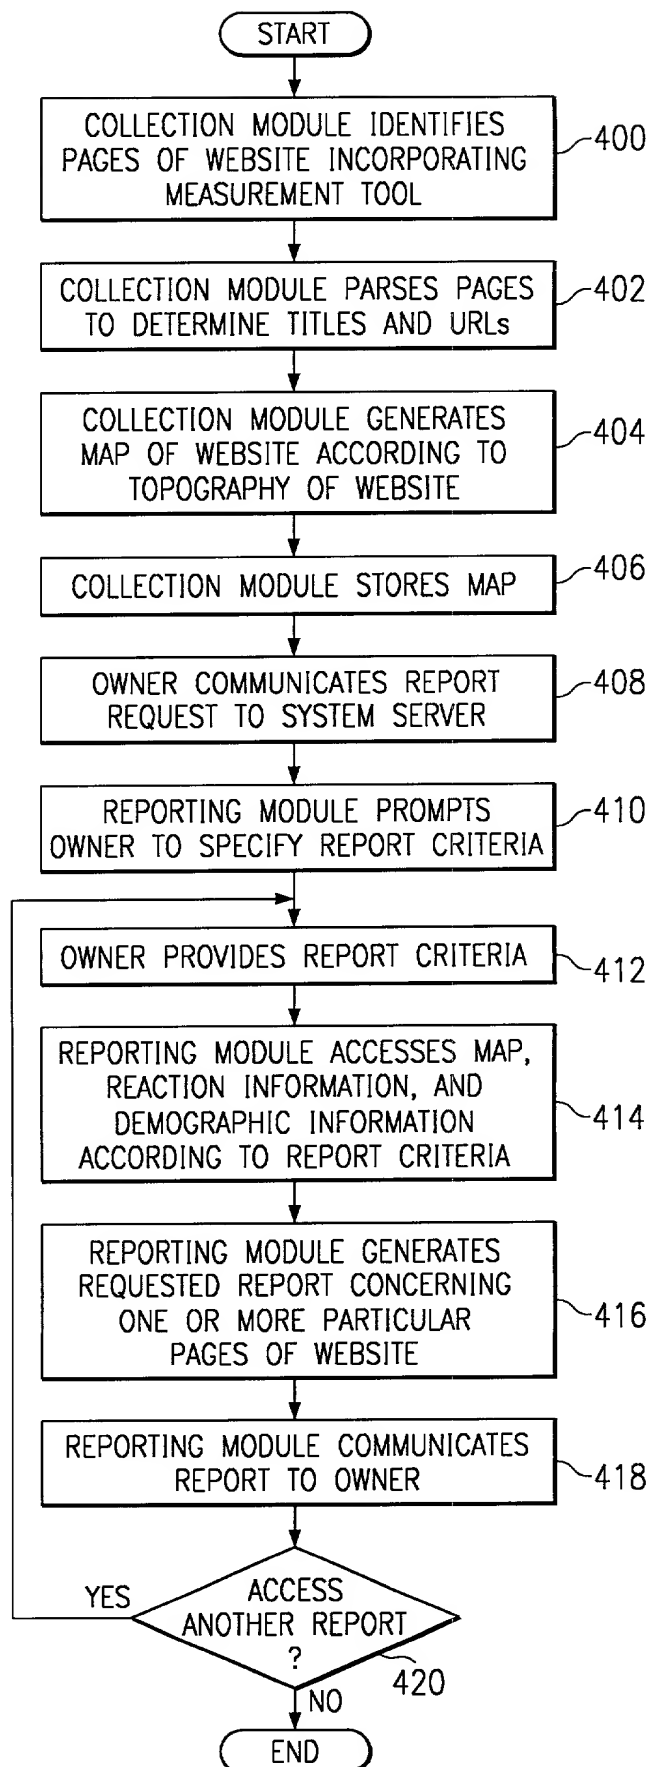 START
COLLECTION MODULE IDENTIFIES
PAGES OF WEBSITE INCORPORATING
MEASUREMENT TOOL
400
COLLECTION MODULE PARSES PAGES
TO DETERMINE TITLES AND URLs
402
COLLECTION MODULE GENERATES
MAP OF WEBSITE ACCORDING TO
TOPOGRAPHY OF WEBSITE
404
COLLECTION MODULE STORES MAP
406
OWNER COMMUNICATES REPORT
REQUEST TO SYSTEM SERVER
408
REPORTING MODULE PROMPTS
OWNER TO SPECIFY REPORT CRITERIA
410
OWNER PROVIDES REPORT CRITERIA
412
REPORTING MODULE ACCESSES MAP,
REACTION INFORMATION, AND
DEMOGRAPHIC INFORMATION
ACCORDING TO REPORT CRITERIA
414
REPORTING MODULE GENERATES
REQUESTED REPORT CONCERNING
ONE OR MORE PARTICULAR
PAGES OF WEBSITE
416
REPORTING MODULE COMMUNICATES
REPORT TO OWNER
418
YES
ACCESS
ANOTHER REPORT
?
420
NO
END